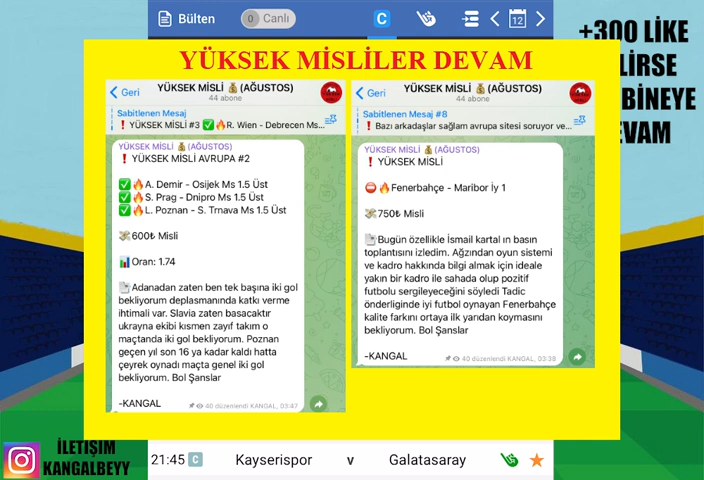 Bülten
0 Canlı
C
12
+300 LİKE
LİRSE
BİNEYE
EVAM
YÜKSEK MİSLİLER DEVAM
Geri
YÜKSEK MİSLİ 💰(AĞUSTOS)
44 abone
Sabitlenen Mesaj
❗ YÜKSEK MİSLİ #3 ✅🔥R. Wien - Debrecen Ms...
YÜKSEK MİSLİ 💰(AĞUSTOS)
❗ YÜKSEK MİSLİ AVRUPA #2
✅🔥A. Demir - Osijek Ms 1.5 Üst
✅🔥S. Prag - Dnipro Ms 1.5 Üst
✅🔥L. Poznan - S. Trnava Ms 1.5 Üst
💸600₺ Misli
📊Oran: 1.74
📑Adanadan zaten ben tek başına iki gol
bekliyorum deplasmanında katkı verme
ihtimali var. Slavia zaten basacaktır
ukrayna ekibi kısmen zayıf takım o
maçtanda iki gol bekliyorum. Poznan
geçen yıl son 16 ya kadar kaldı hatta
çeyrek oynadı maçta genel iki gol
bekliyorum. Bol Şanslar
-KANGAL
40 düzenlendi KANGAL, 03:47
Geri
YÜKSEK MİSLİ 💰(AĞUSTOS)
44 abone
Sabitlenen Mesaj #8
❗ Bazı arkadaşlar sağlam avrupa sitesi soruyor ve...
YÜKSEK MİSLİ 💰(AĞUSTOS)
❗ YÜKSEK MİSLİ
⛔🔥Fenerbahçe - Maribor İy 1
💸750₺ Misli
📑Bugün özellikle İsmail kartal ın basın
toplantısını izledim. Ağzından oyun sistemi
ve kadro hakkında bilgi almak için ideale
yakın bir kadro ile sahada olup pozitif
futbolu sergileyeceğini söyledi Tadic
önderliginde iyi futbol oynayan Fenerbahçe
kalite farkını ortaya ilk yarıdan koymasını
bekliyorum. Bol Şanslar
-KANGAL
40 düzenlendi KANGAL, 03:38
İLETİŞİM
KANGALBEYY
21:45 C Kayserispor v Galatasaray